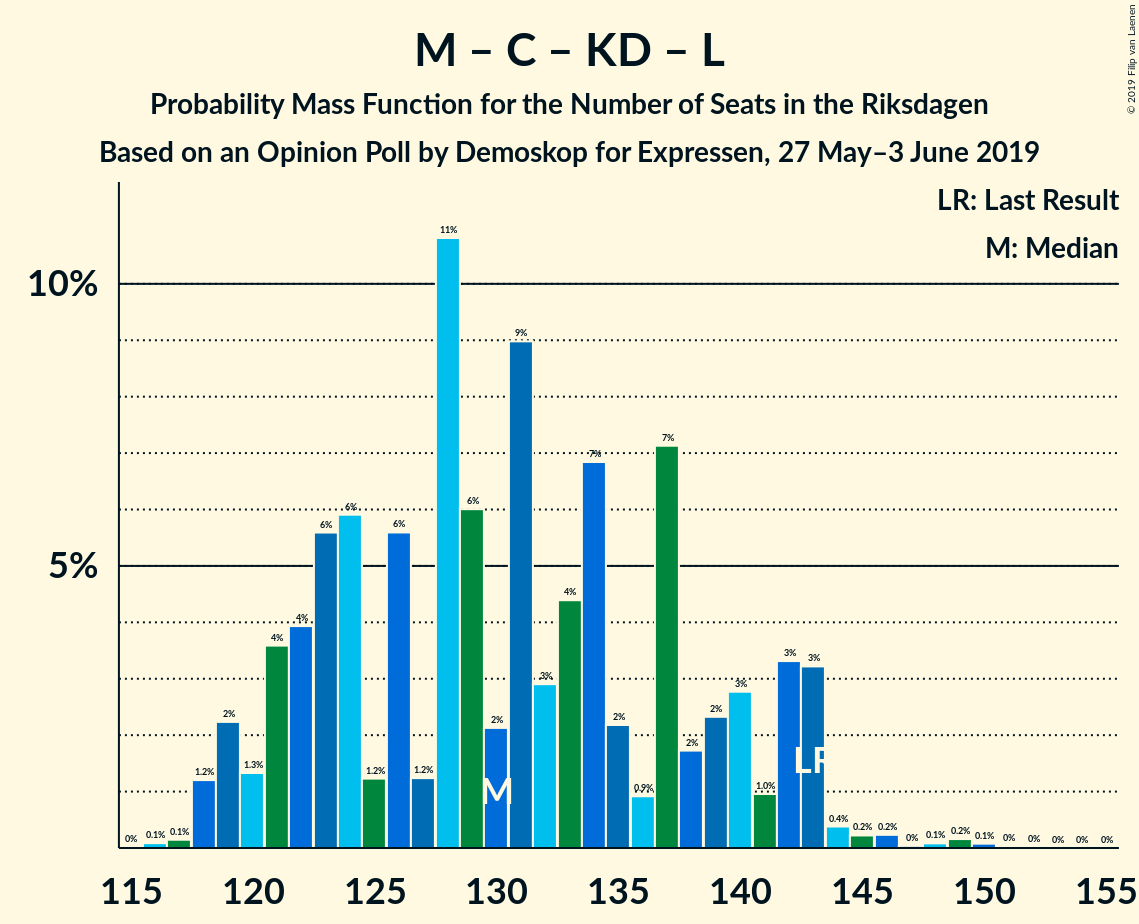 M – C – KD – L
Probability Mass Function for the Number of Seats in the Riksdagen
Based on an Opinion Poll by Demoskop for Expressen, 27 May–3 June 2019
© 2019 Filip van Laenen
LR: Last Result
M: Median
10%
5%
0% 0.1% 0.1% 1.2% 2% 1.3% 4% 4% 6% 6% 1.2% 6% 1.2% 11% 6% 2% 9% 3% 4% 7% 2% 0.9% 7% 2% 2% 3% 1.0% 3% 3% 0.4% 0.2% 0.2% 0% 0.1% 0.2% 0.1% 0% 0% 0% 0% 0%
M
LR
115 120 125 130 135 140 145 150 155